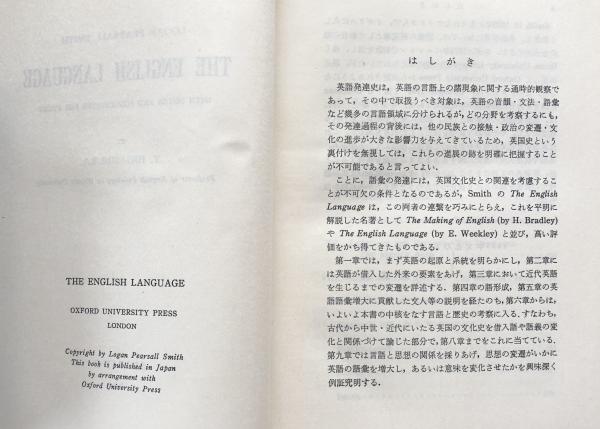 THE ENGLISH LANGUAGE
OXFORD UNIVERSITY PRESS
LONDON
Copyright by Logan Pearsall Smith
This book is published in Japan
by arrangement with
Oxford University Press
はしがき
英語発達史は，英語の言語上の諸現象に関する通時的観察で
あって，その中で取扱うべき対象は，英語の音韻・文法・語彙
など幾多の言語領域に分けられるが，どの分野を考察するにも，
その発達過程の背後には，他の民族との接触・政治の変遷・文
化の進歩が大きな影響力を与えてきているため，英国史という
裏付けを無視しては，これらの進展の跡を明確に把握すること
が不可能であると言ってよい．
ことに，語彙の発達には，英国文化史との関連を考慮するこ
とが不可欠の条件となるのであるが，Smith の The English
Language は，この両者の連繋を巧みにとらえ，これを平明に
解説した名著として The Making of English (by H. Bradley)
や The English Language (by E. Weekley) と並び，高い評
価をかち得てきたものである．
第一章では，まず英語の起原と系統を明らかにし，第二章に
は英語が借入した外来の要素をあげ，第三章において近代英語
を生じるまでの変遷を詳述する．第四章の語形成，第五章の英
語語彙増大に貢献した文人等の説明を経たのち，第六章からは，
いよいよ本書の中核をなす言語と歴史の考察に入る．すなわち，
古代から中世・近代にいたる英国の文化史を借入語や語義の変
化と関係づけて論じた部分で，第八章までをこれに当てている．
第九章では言語と思想の関係を採りあげ，思想の変遷がいかに
英語の語彙を増大し，あるいは意味を変化させたかを興味深く
例証究明する．